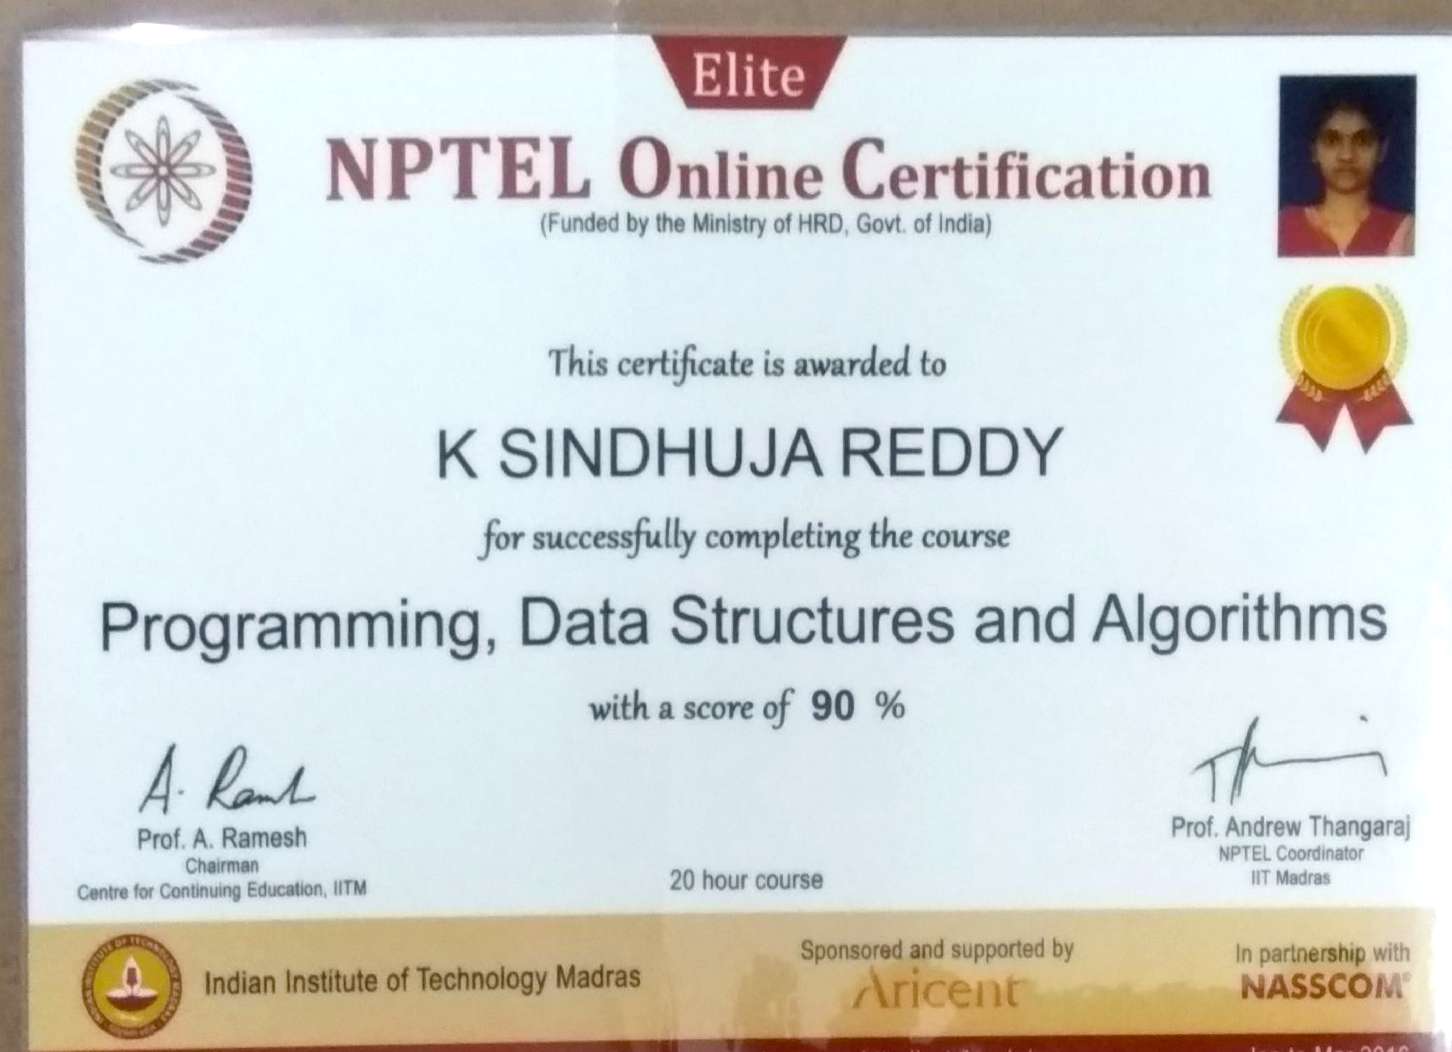 Elite
NPTEL Online Certification
(Funded by the Ministry of HRD, Govt. of India)
This certificate is awarded to
K SINDHUJA REDDY
for successfully completing the course
Programming, Data Structures and Algorithms
with a score of 90 %
Prof. A. Ramesh
Chairman
Centre for Continuing Education, IITM
20 hour course
Prof. Andrew Thangaraj
NPTEL Coordinator
IIT Madras
Indian Institute of Technology Madras
Sponsored and supported by
Aricent
In partnership with
NASSCOM®